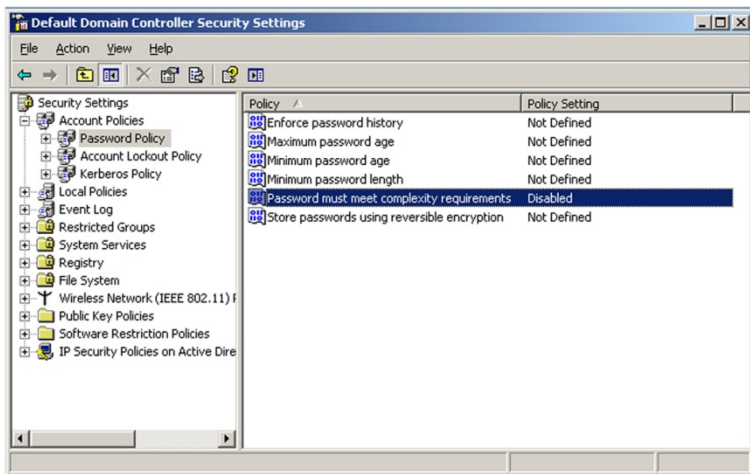 Default Domain Controller Security Settings
File Action View Help
Security Settings
Account Policies
Password Policy
Account Lockout Policy
Kerberos Policy
Local Policies
Event Log
Restricted Groups
System Services
Registry
File System
Wireless Network (IEEE 802.11) P
Public Key Policies
Software Restriction Policies
IP Security Policies on Active Dire
Policy Policy Setting
Enforce password history Not Defined
Maximum password age Not Defined
Minimum password age Not Defined
Minimum password length Not Defined
Password must meet complexity requirements Disabled
Store passwords using reversible encryption Not Defined